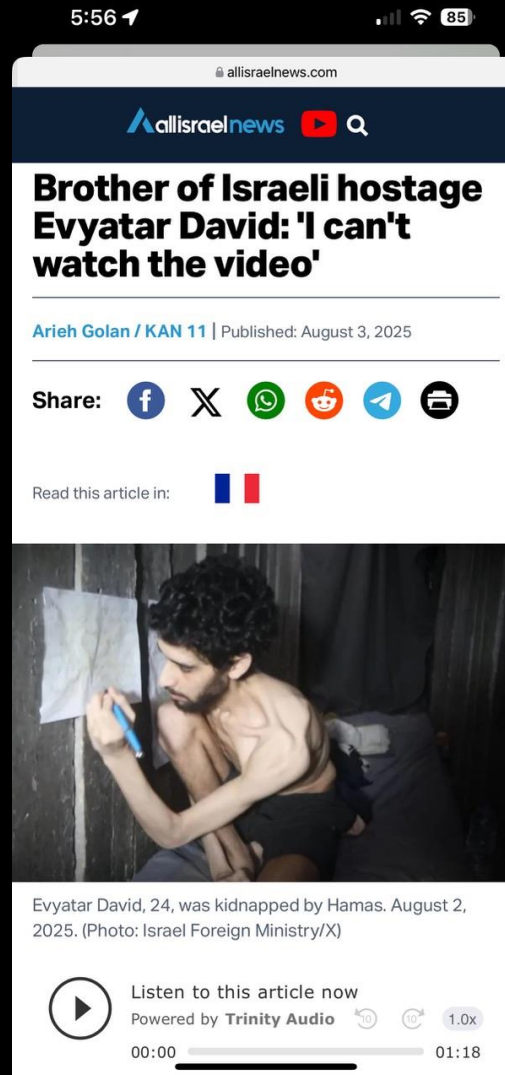 5:56
85
allisraelnews.com
allisraelnews
Brother of Israeli hostage
Evyatar David: 'I can't
watch the video'
Arieh Golan / KAN 11 | Published: August 3, 2025
Share:
Read this article in:
Evyatar David, 24, was kidnapped by Hamas. August 2,
2025. (Photo: Israel Foreign Ministry/X)
Listen to this article now
Powered by Trinity Audio 10 10 1.0x
00:00 01:18